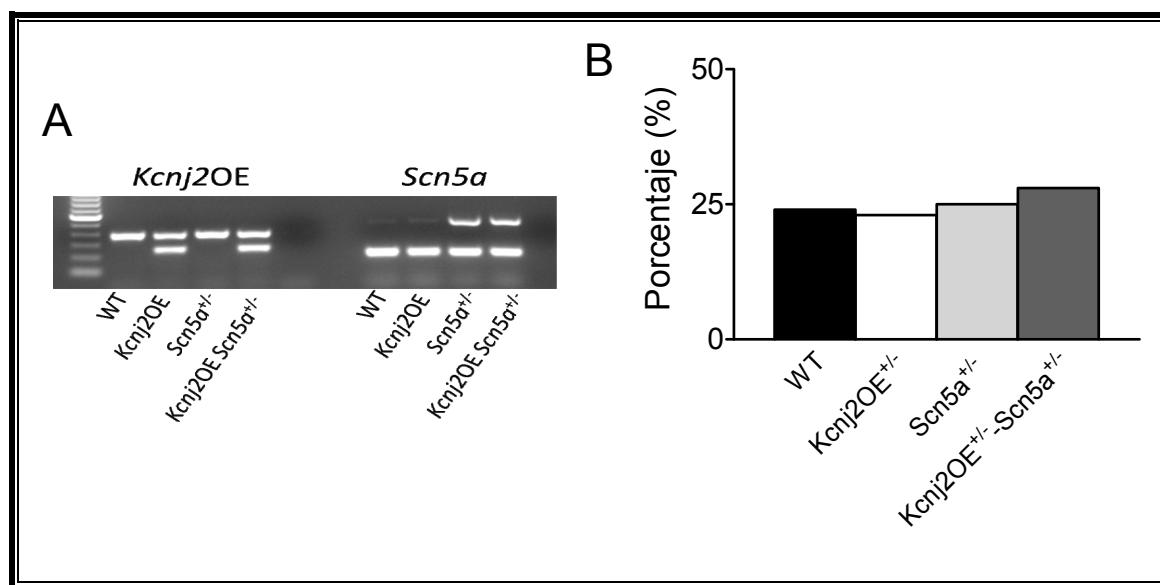 A
Kcnj2OE
Scn5a
WT
Kcnj2OE
Scn5a+/-
Kcnj2OE Scn5a+/-
WT
Kcnj2OE
Scn5a+/-
Kcnj2OE Scn5a+/-
B
Porcentaje (%)
50
25
0
WT
Kcnj2OE+/-
Scn5a+/-
Kcnj2OE+/--Scn5a+/-